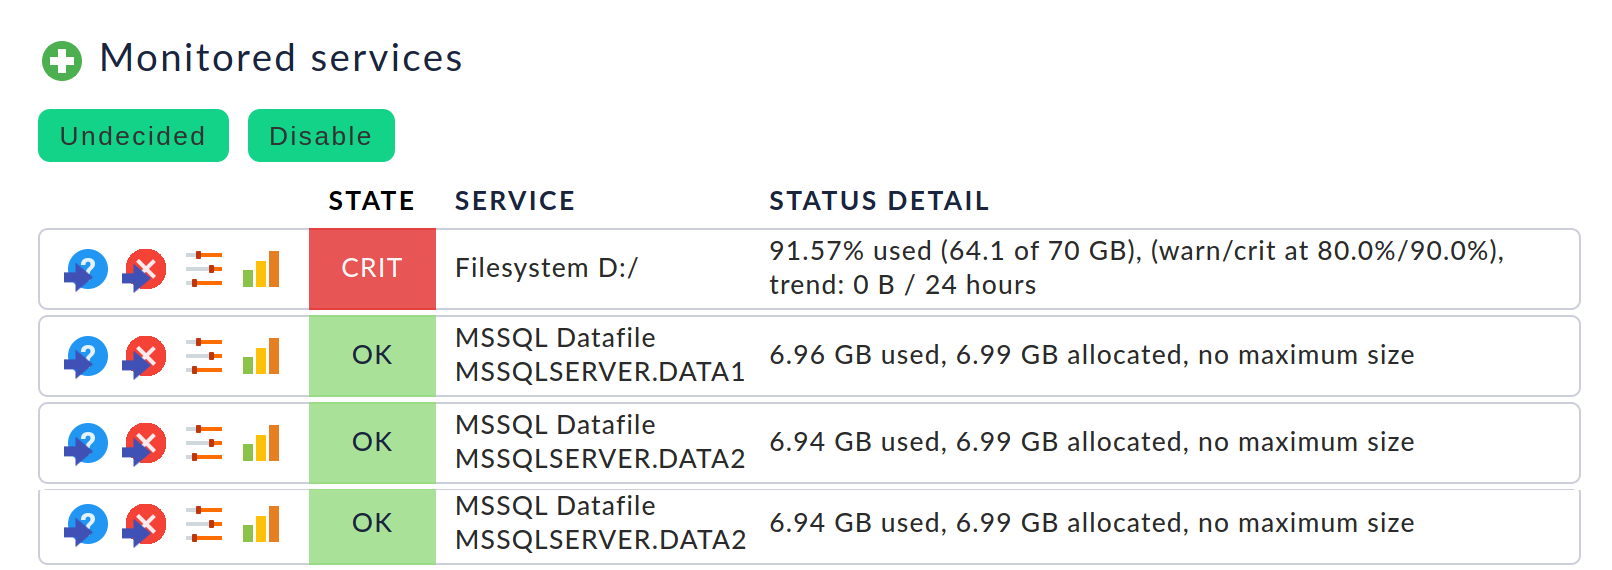 Monitored services
Undecided Disable
STATE SERVICE STATUS DETAIL
CRIT Filesystem D:/ 91.57% used (64.1 of 70 GB), (warn/crit at 80.0%/90.0%),
trend: 0 B / 24 hours
OK MSSQL Datafile
MSSQLSERVER.DATA1 6.96 GB used, 6.99 GB allocated, no maximum size
OK MSSQL Datafile
MSSQLSERVER.DATA2 6.94 GB used, 6.99 GB allocated, no maximum size
OK MSSQL Datafile
MSSQLSERVER.DATA2 6.94 GB used, 6.99 GB allocated, no maximum size